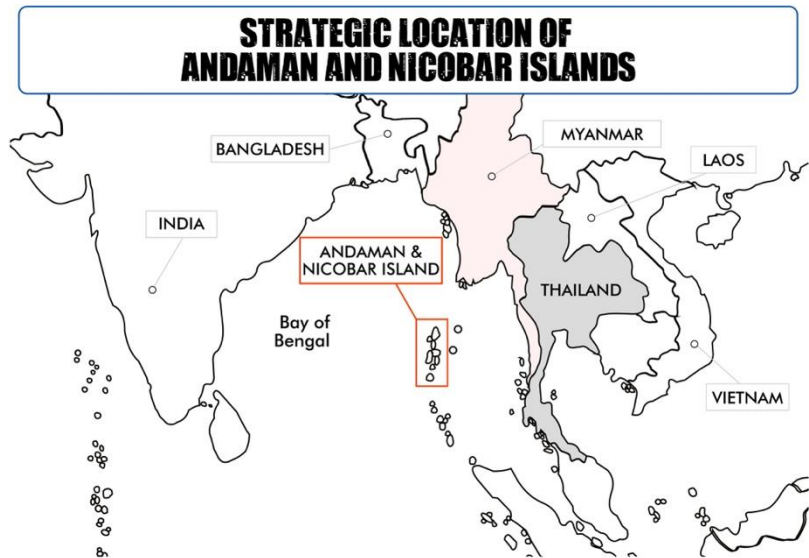 STRATEGIC LOCATION OF
ANDAMAN AND NICOBAR ISLANDS
BANGLADESH
MYANMAR
LAOS
INDIA
ANDAMAN &
NICOBAR ISLAND
THAILAND
Bay of
Bengal
VIETNAM